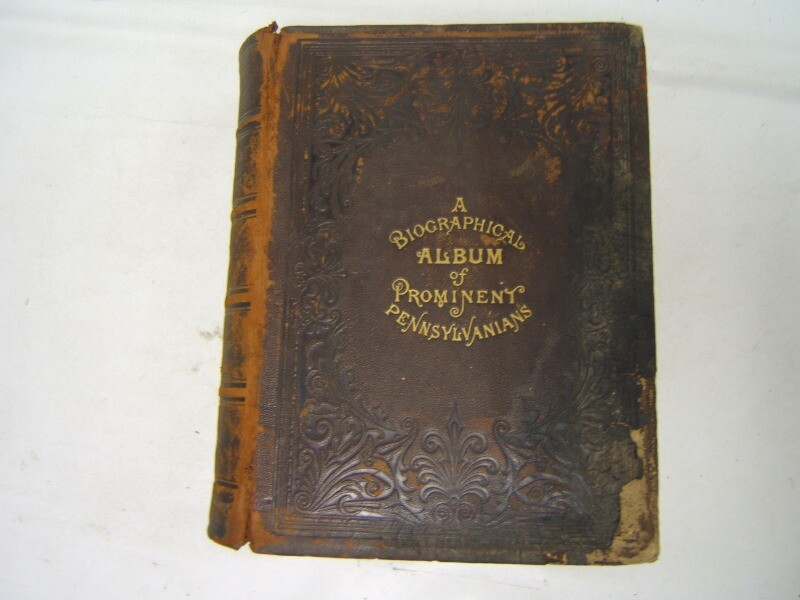 A
BIOGRAPHICAL
ALBUM
of
PROMINENT
PENNSYLVANIANS